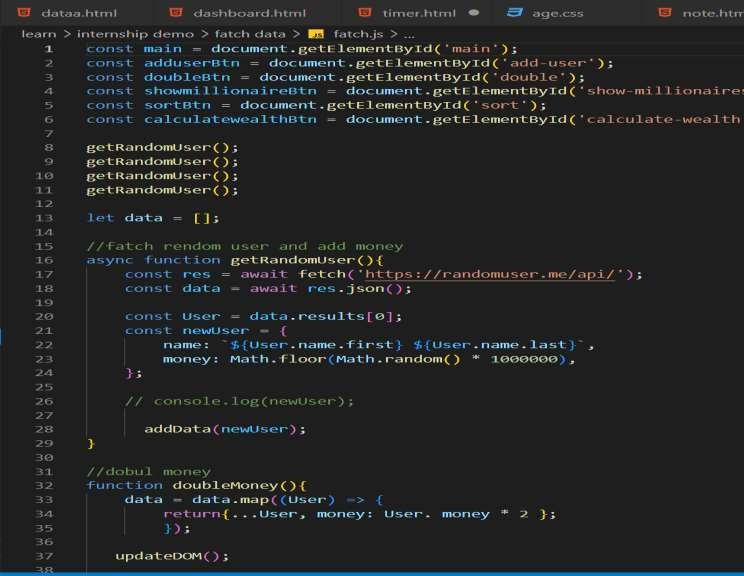 dataa.html dashboard.html timer.html age.css note.htm
learn > internship demo > fatch data > JS fatch.js > ...
1 const main = document.getElementById('main');
2 const adduserBtn = document.getElementById('add-user');
3 const doubleBtn = document.getElementById('double');
4 const showmillionaireBtn = document.getElementById('show-millionaires
5 const sortBtn = document.getElementById('sort');
6 const calculatewealthBtn = document.getElementById('calculate-wealth
7
8 getRandomUser();
9 getRandomUser();
10 getRandomUser();
11 getRandomUser();
12
13 let data = [];
14
15 //fatch rendom user and add money
16 async function getRandomUser(){
17 const res = await fetch('https://randomuser.me/api/');
18 const data = await res.json();
19
20 const User = data.results[0];
21 const newUser = {
22 name: `${User.name.first} ${User.name.last}`,
23 money: Math.floor(Math.random() * 1000000),
24 };
25
26 // console.log(newUser);
27
28 addData(newUser);
29 }
30
31 //dobul money
32 function doubleMoney(){
33 data = data.map((User) => {
34 return{...User, money: User. money * 2 };
35 });
36
37 updateDOM();
38